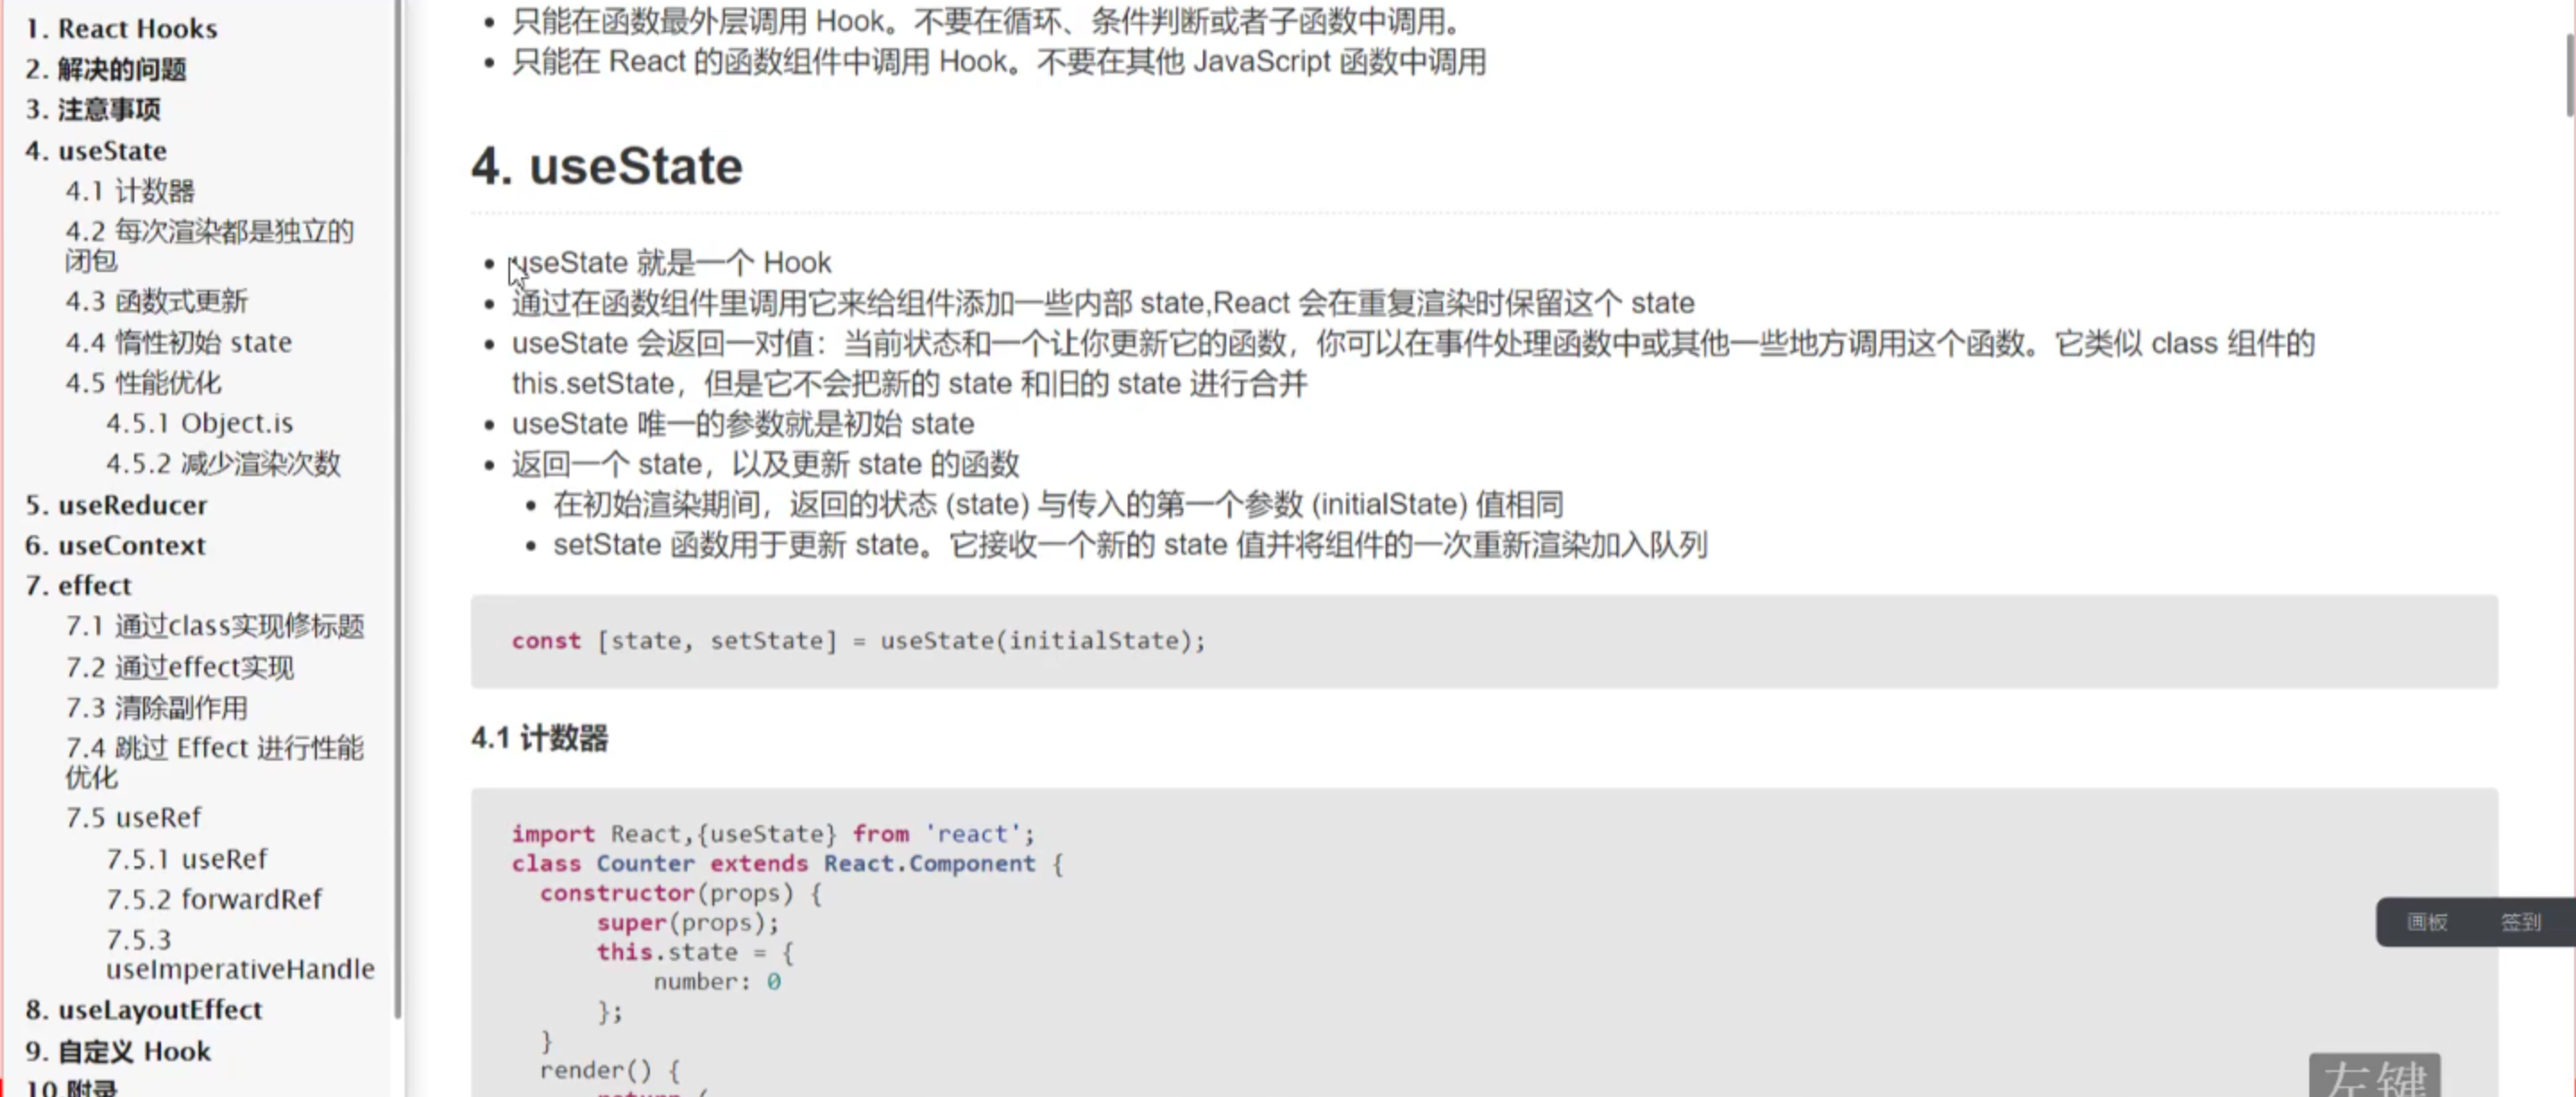 1. React Hooks
2. 解决的问题
3. 注意事项
4. useState
4.1 计数器
4.2 每次渲染都是独立的
闭包
4.3 函数式更新
4.4 惰性初始 state
4.5 性能优化
4.5.1 Object.is
4.5.2 减少渲染次数
5. useReducer
6. useContext
7. effect
7.1 通过class实现修标题
7.2 通过effect实现
7.3 清除副作用
7.4 跳过 Effect 进行性能
优化
7.5 useRef
7.5.1 useRef
7.5.2 forwardRef
7.5.3
useImperativeHandle
8. useLayoutEffect
9. 自定义 Hook
10.附录
只能在函数最外层调用 Hook。不要在循环、条件判断或者子函数中调用。
只能在 React 的函数组件中调用 Hook。不要在其他 JavaScript 函数中调用
4. useState
useState 就是一个 Hook
通过在函数组件里调用它来给组件添加一些内部 state,React 会在重复渲染时保留这个 state
useState 会返回一对值：当前状态和一个让你更新它的函数，你可以在事件处理函数中或其他一些地方调用这个函数。它类似 class 组件的
this.setState，但是它不会把新的 state 和旧的 state 进行合并
useState 唯一的参数就是初始 state
返回一个 state，以及更新 state 的函数
在初始渲染期间，返回的状态 (state) 与传入的第一个参数 (initialState) 值相同
setState 函数用于更新 state。它接收一个新的 state 值并将组件的一次重新渲染加入队列
const [state, setState] = useState(initialState);
4.1 计数器
import React,{useState} from 'react';
class Counter extends React.Component {
constructor(props) {
super(props);
this.state = {
number: 0
};
}
render() {
return (
画板 签到
左键